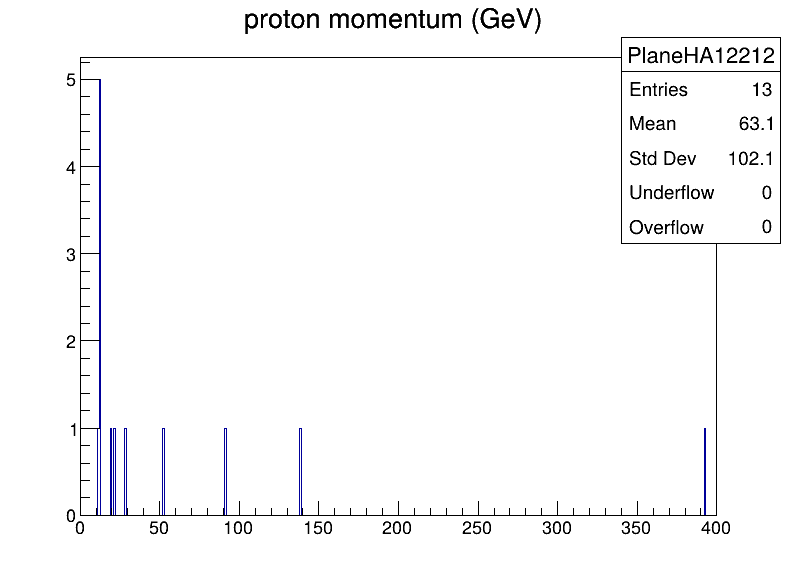 proton momentum (GeV)
PlaneHA12212
Entries 13
Mean 63.1
Std Dev 102.1
Underflow 0
Overflow 0
5
4
3
2
1
0
0 50 100 150 200 250 300 350 400